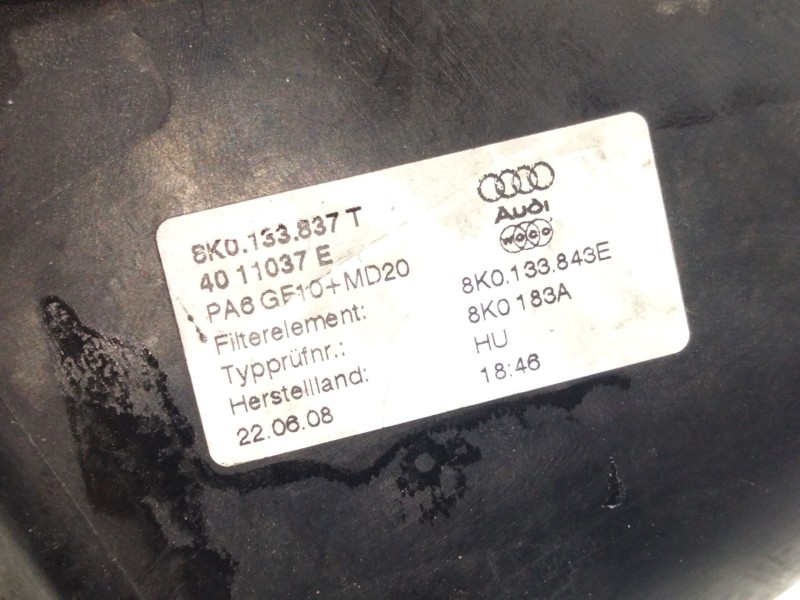 Audi
WOOO
8K0.133.837 T
40 11037 E
PA6 GF10+MD20
Filterelement: 8K0.133.843E
Typprüfnr.: 8K0 183A
Herstellland: HU
22.06.08 18:46